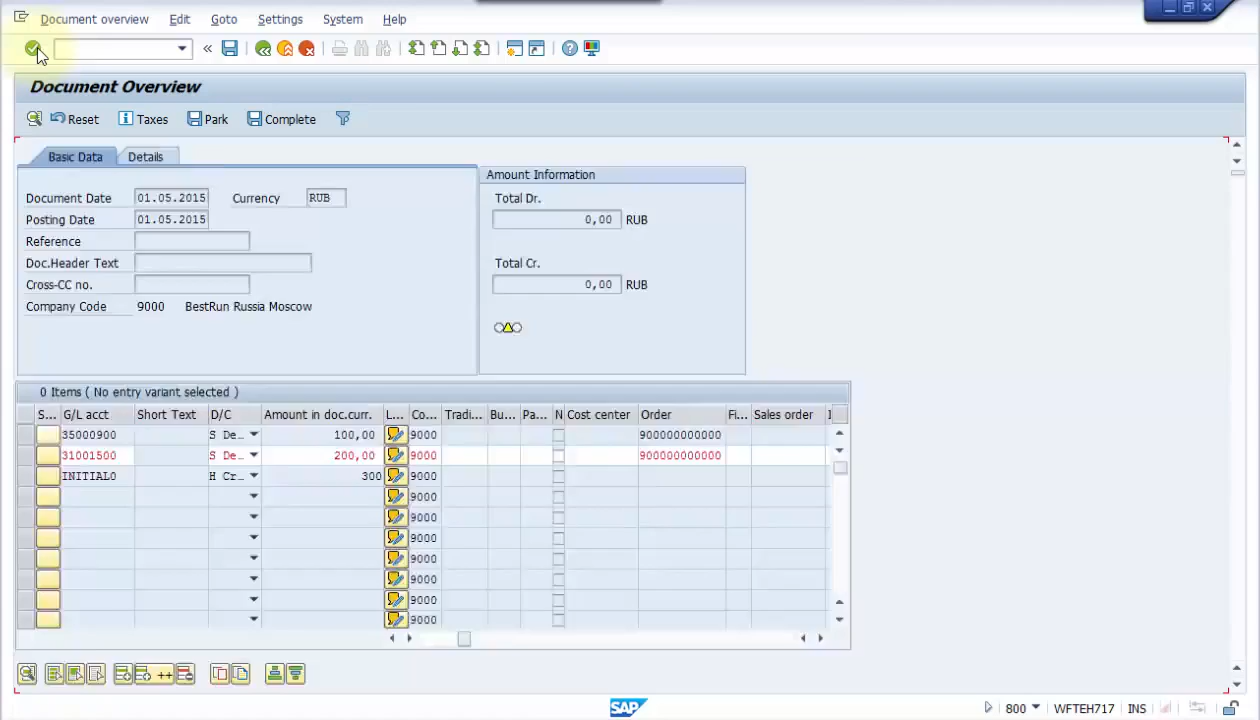 Document overview Edit Goto Settings System Help
Document Overview
Reset Taxes Park Complete
Basic Data Details
Document Date 01.05.2015 Currency RUB
Posting Date 01.05.2015
Reference
Doc.Header Text
Cross-CC no.
Company Code 9000 BestRun Russia Moscow
Amount Information
Total Dr.
0,00 RUB
Total Cr.
0,00 RUB
0 Items ( No entry variant selected )
S... G/L acct Short Text D/C Amount in doc.curr. L... Co... Tradi... Bu... Pa... N Cost center Order Fi... Sales order
35000900 S De… 100,00 9000 900000000000
31001500 S De… 200,00 9000 900000000000
INITIAL0 H Cr… 300 9000
9000
9000
9000
9000
9000
9000
9000
SAP 800 WFTEH717 INS